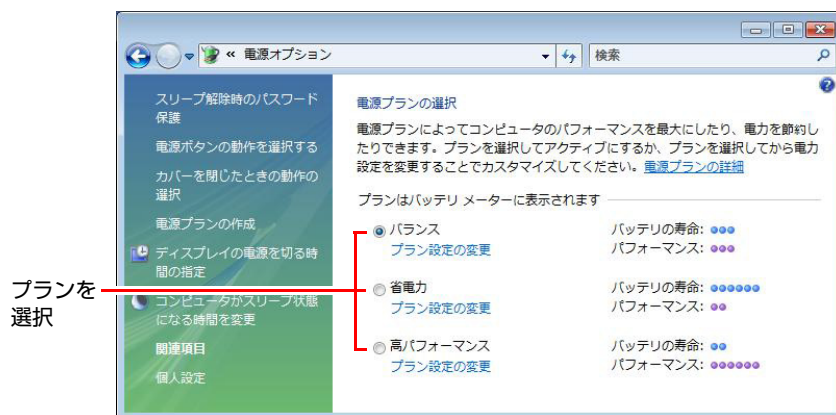 « 電源オプション
検索
スリープ解除時のパスワード
保護
電源ボタンの動作を選択する
カバーを閉じたときの動作の
選択
電源プランの作成
ディスプレイの電源を切る時
間の指定
コンピュータがスリープ状態
になる時間を変更
関連項目
個人設定
電源プランの選択
電源プランによってコンピュータのパフォーマンスを最大にしたり、電力を節約し
たりできます。プランを選択してアクティブにするか、プランを選択してから電力
設定を変更することでカスタマイズしてください。電源プランの詳細
プランはバッテリ メーターに表示されます
バランス
バッテリの寿命:
プラン設定の変更
パフォーマンス:
省電力
バッテリの寿命:
プラン設定の変更
パフォーマンス:
高パフォーマンス
バッテリの寿命:
プラン設定の変更
パフォーマンス:
プランを
選択